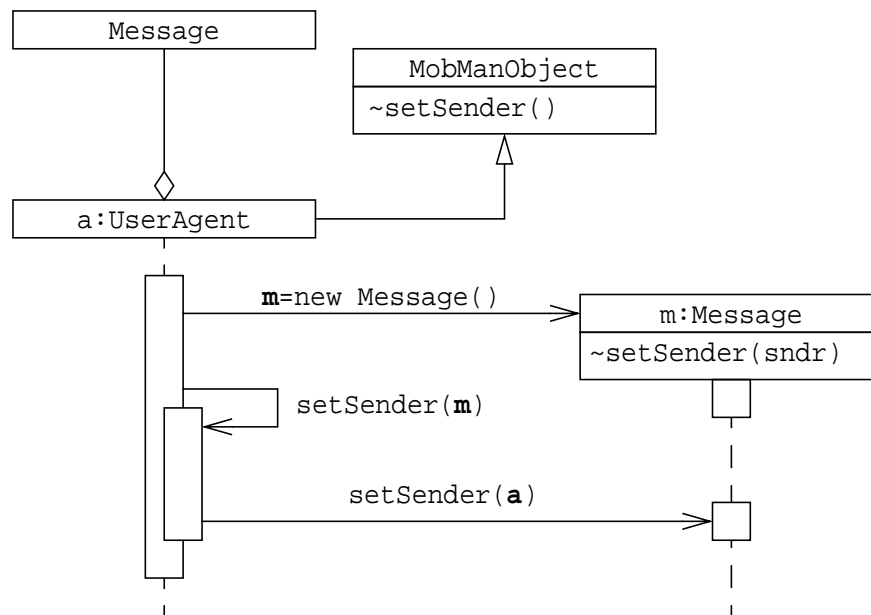 Message
MobManObject
~setSender()
a:UserAgent
m=new Message()
m:Message
~setSender(sndr)
setSender(m)
setSender(a)